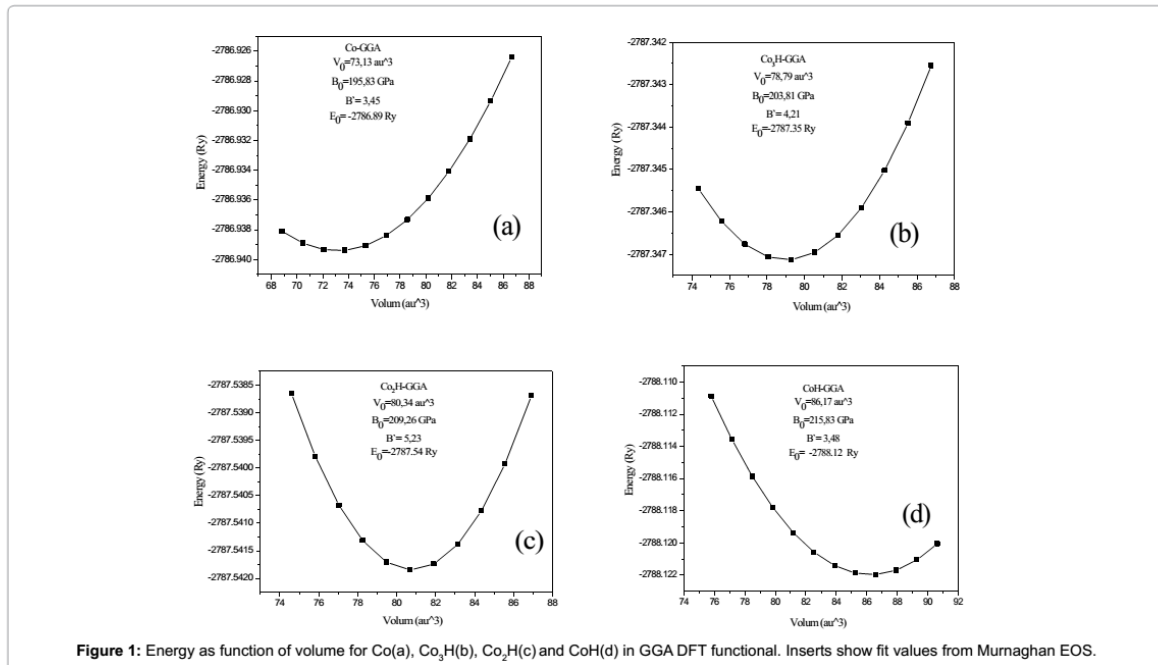 Energy (Ry)
-2786.926
-2786.928
-2786.930
-2786.932
-2786.934
-2786.936
-2786.938
-2786.940
Co-GGA
V₀=73,13 au^3
B₀=195,83 GPa
B'= 3,45
E₀= -2786.89 Ry
(a)
68 70 72 74 76 78 80 82 84 86 88
Volum (au^3)
Energy (Ry)
-2787.342
-2787.343
-2787.344
-2787.345
-2787.346
-2787.347
Co₃H-GGA
V₀=78,79 au^3
B₀=203,81 GPa
B'= 4,21
E₀=-2787.35 Ry
(b)
74 76 78 80 82 84 86 88
Volum (au^3)
Energy (Ry)
-2787.5385
-2787.5390
-2787.5395
-2787.5400
-2787.5405
-2787.5410
-2787.5415
-2787.5420
Co₂H-GGA
V₀=80,34 au^3
B₀=209,26 GPa
B'= 5,23
E₀=-2787.54 Ry
(c)
74 76 78 80 82 84 86 88
Volum (au^3)
Energy (Ry)
-2788.110
-2788.112
-2788.114
-2788.116
-2788.118
-2788.120
-2788.122
CoH-GGA
V₀=86,17 au^3
B₀=215,83 GPa
B'= 3,48
E₀= -2788.12 Ry
(d)
74 76 78 80 82 84 86 88 90 92
Volum (au^3)
Figure 1: Energy as function of volume for Co(a), Co₃H(b), Co₂H(c) and CoH(d) in GGA DFT functional. Inserts show fit values from Murnaghan EOS.